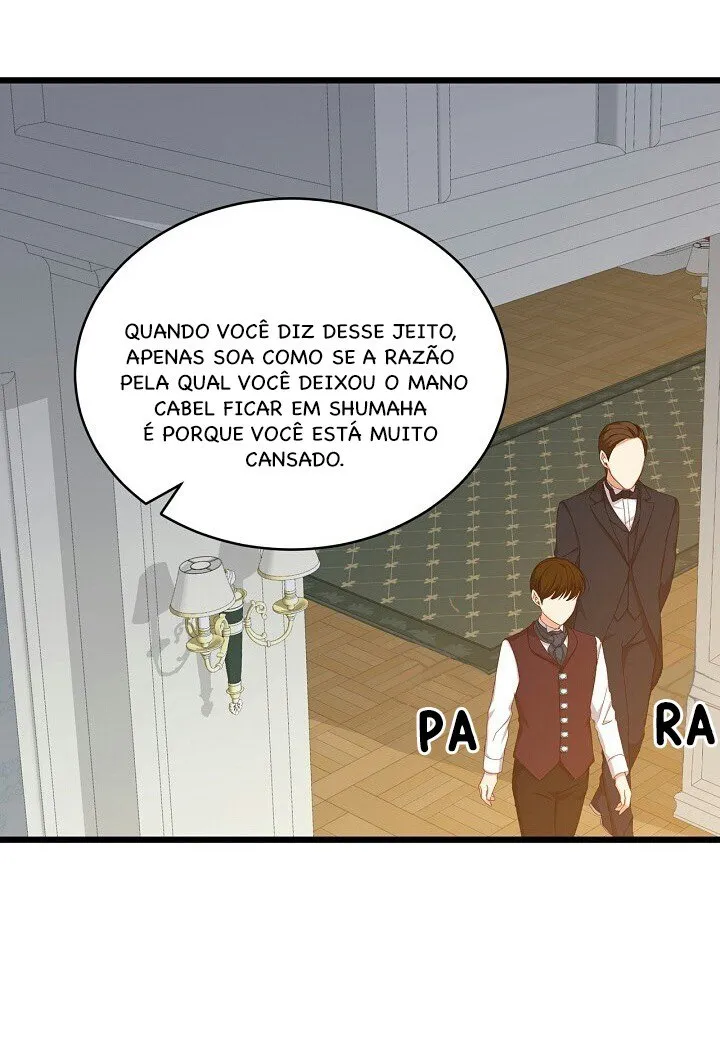 QUANDO VOCÊ DIZ DESSE JEITO,
APENAS SOA COMO SE A RAZÃO
PELA QUAL VOCÊ DEIXOU O MANO
CABEL FICAR EM SHUMAHA
É PORQUE VOCÊ ESTÁ MUITO
CANSADO.
PA
RA